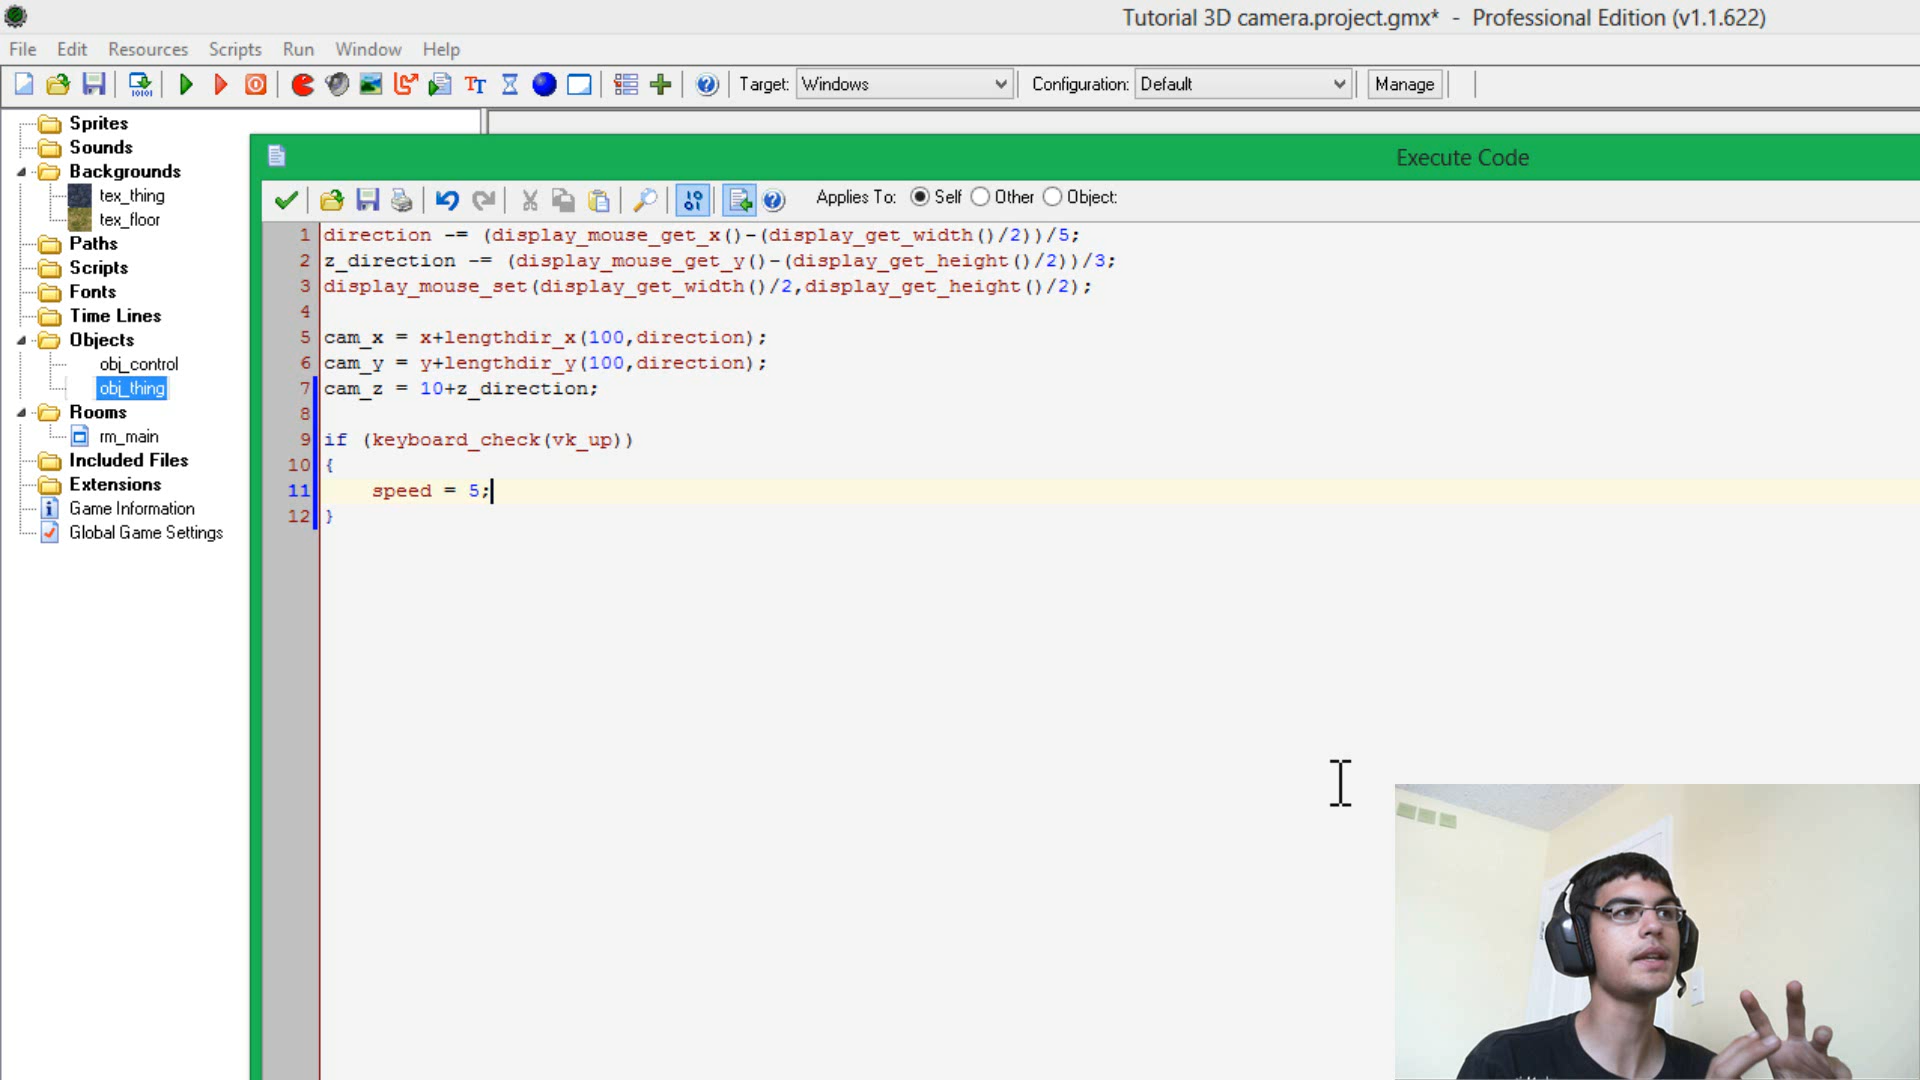 Tutorial 3D camera.project.gmx* - Professional Edition (v1.1.622)
File Edit Resources Scripts Run Window Help
Target: Windows Configuration: Default Manage
Sprites
Sounds
Backgrounds
tex_thing
tex_floor
Paths
Scripts
Fonts
Time Lines
Objects
obj_control
obj_thing
Rooms
rm_main
Included Files
Extensions
Game Information
Global Game Settings
Execute Code
Applies To: Self Other Object:
1 direction -= (display_mouse_get_x()-(display_get_width()/2))/5;
2 z_direction -= (display_mouse_get_y()-(display_get_height()/2))/3;
3 display_mouse_set(display_get_width()/2,display_get_height()/2);
4
5 cam_x = x+lengthdir_x(100,direction);
6 cam_y = y+lengthdir_y(100,direction);
7 cam_z = 10+z_direction;
8
9 if (keyboard_check(vk_up))
10 {
11 speed = 5;
12 }